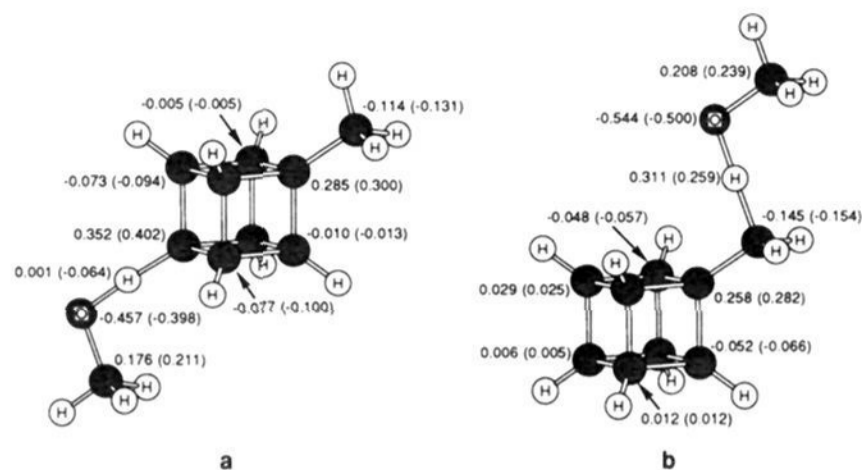 H
-0.005 (-0.005)
-0.114 (-0.131)
H
H
H
H
H
-0.073 (-0.094)
0.285 (0.300)
0.352 (0.402)
-0.010 (-0.013)
0.001 (-0.064)
H
H
H
H
-0.077 (-0.100)
-0.457 (-0.398)
0.176 (0.211)
H
H
H
a
H
0.208 (0.239)
H
H
-0.544 (-0.500)
0.311 (0.259)
H
-0.048 (-0.057)
-0.145 (-0.154)
H
H
H
H
H
0.029 (0.025)
0.258 (0.282)
0.006 (0.005)
-0.052 (-0.066)
H
H
H
H
0.012 (0.012)
b